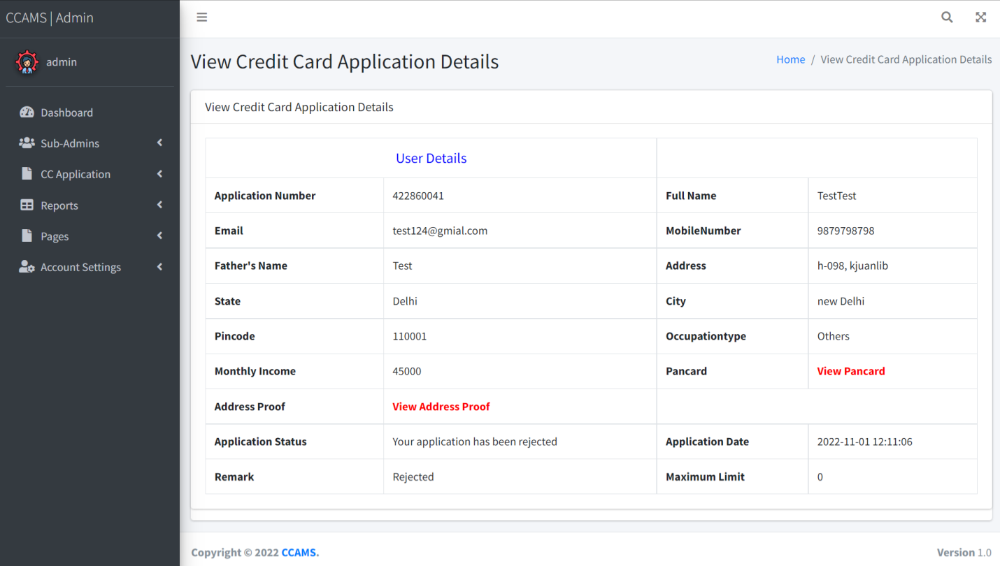 CCAMS | Admin
admin
Dashboard
Sub-Admins
CC Application
Reports
Pages
Account Settings
View Credit Card Application Details
Home / View Credit Card Application Details
View Credit Card Application Details
User Details
Application Number 422860041 Full Name TestTest
Email test124@gmial.com MobileNumber 9879798798
Father's Name Test Address h-098, kjuanlib
State Delhi City new Delhi
Pincode 110001 Occupationtype Others
Monthly Income 45000 Pancard View Pancard
Address Proof View Address Proof
Application Status Your application has been rejected Application Date 2022-11-01 12:11:06
Remark Rejected Maximum Limit 0
Copyright © 2022 CCAMS. Version 1.0